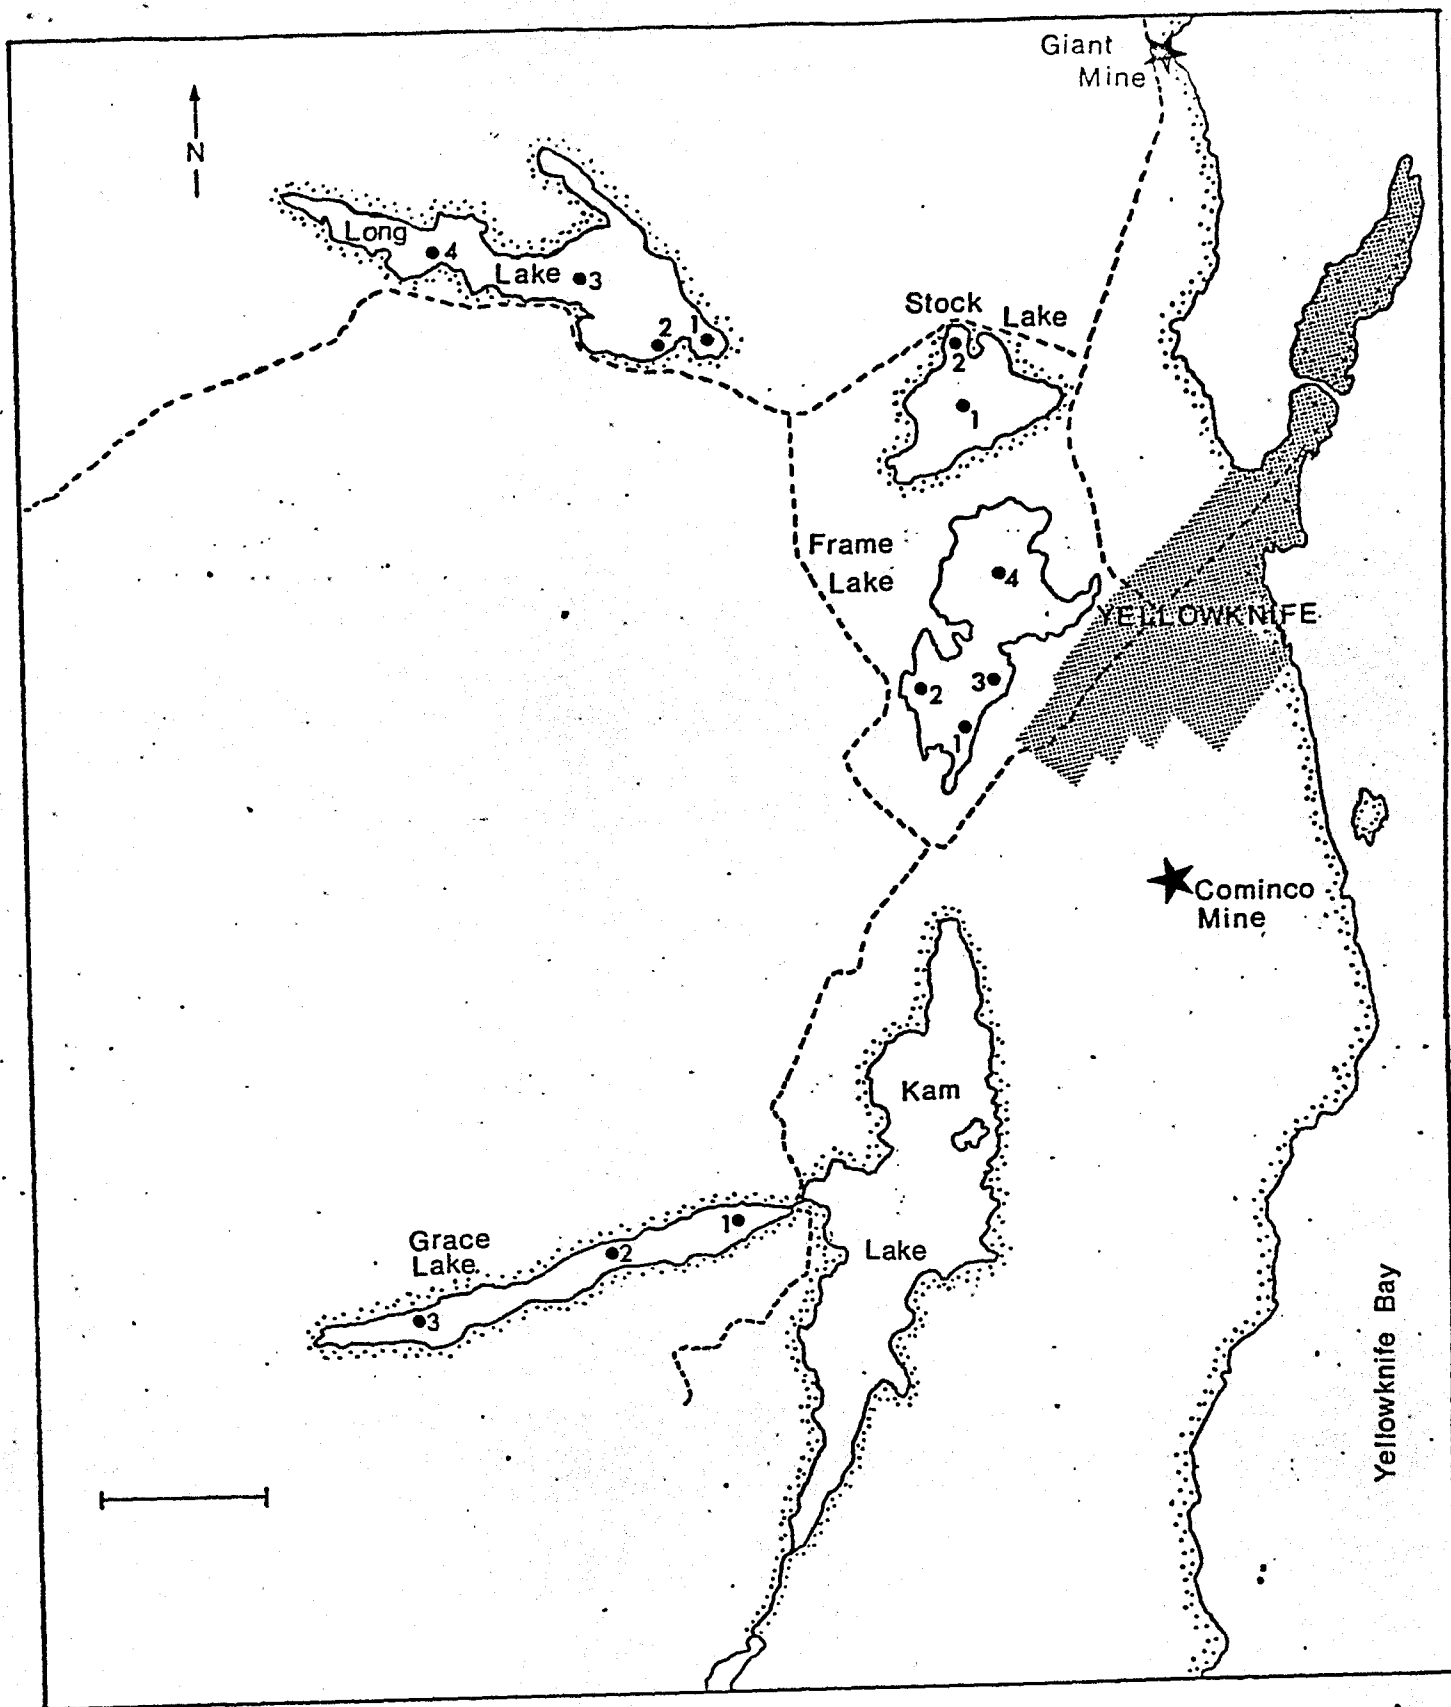 Giant
Mine
N
Long
4
Lake
3
2
1
Stock
Lake
2
1
Frame
Lake
4
YELLOWKNIFE
2
3
1
Cominco
Mine
Kam
Lake
Grace
Lake
1
2
3
Yellowknife Bay